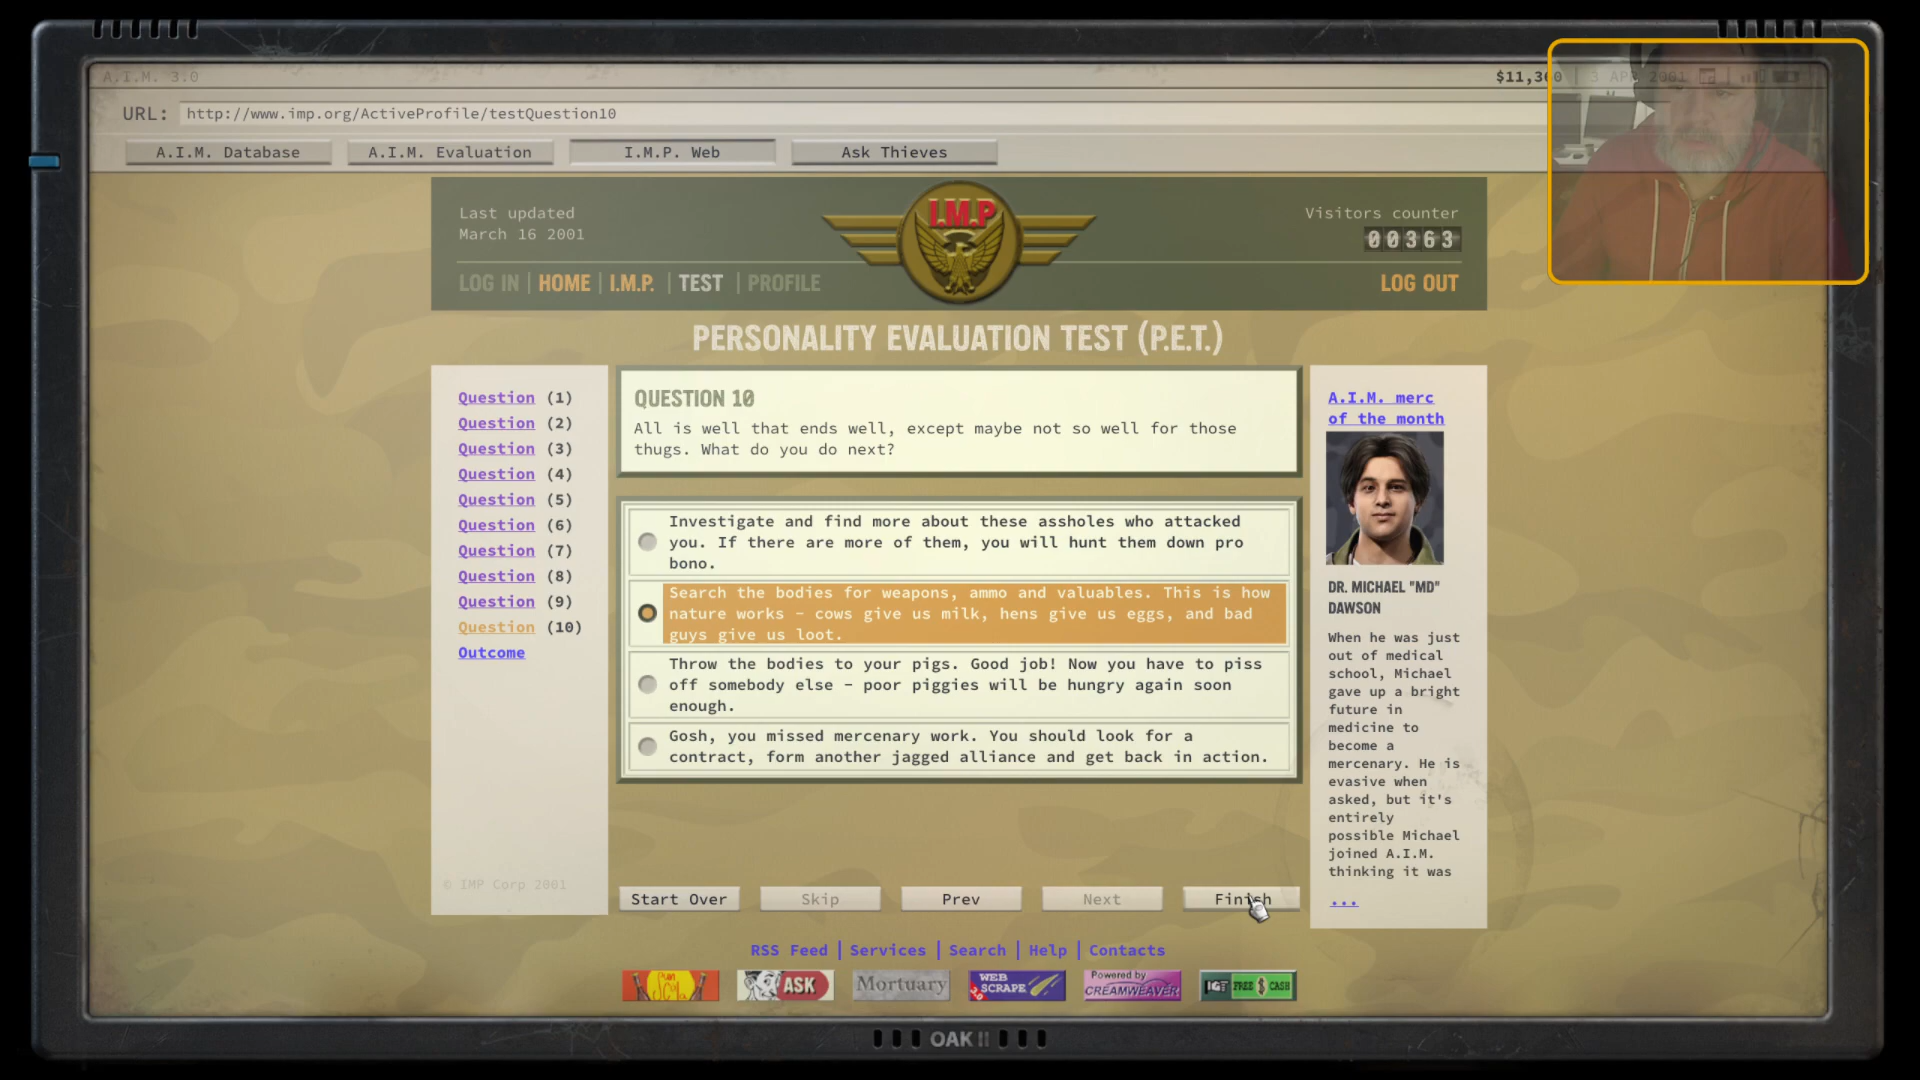 A.I.M. 3.0
$11,300 | 3 APR 2001
URL: http://www.imp.org/ActiveProfile/testQuestion10
A.I.M. Database
A.I.M. Evaluation
I.M.P. Web
Ask Thieves
Last updated
March 16 2001
I.M.P
Visitors counter
00363
LOG IN | HOME | I.M.P. | TEST | PROFILE
LOG OUT
PERSONALITY EVALUATION TEST (P.E.T.)
Question (1)
Question (2)
Question (3)
Question (4)
Question (5)
Question (6)
Question (7)
Question (8)
Question (9)
Question (10)
Outcome
© IMP Corp 2001
QUESTION 10
All is well that ends well, except maybe not so well for those
thugs. What do you do next?
Investigate and find more about these assholes who attacked
you. If there are more of them, you will hunt them down pro
bono.
Search the bodies for weapons, ammo and valuables. This is how
nature works - cows give us milk, hens give us eggs, and bad
guys give us loot.
Throw the bodies to your pigs. Good job! Now you have to piss
off somebody else - poor piggies will be hungry again soon
enough.
Gosh, you missed mercenary work. You should look for a
contract, form another jagged alliance and get back in action.
Start Over
Skip
Prev
Next
Finish
A.I.M. merc
of the month
DR. MICHAEL "MD"
DAWSON
When he was just
out of medical
school, Michael
gave up a bright
future in
medicine to
become a
mercenary. He is
evasive when
asked, but it's
entirely
possible Michael
joined A.I.M.
thinking it was
...
RSS Feed | Services | Search | Help | Contacts
ASK
Mortuary
WEB
SCRAPE
Powered by
CREAMWEAVER
FREE $ CASH
OAK II